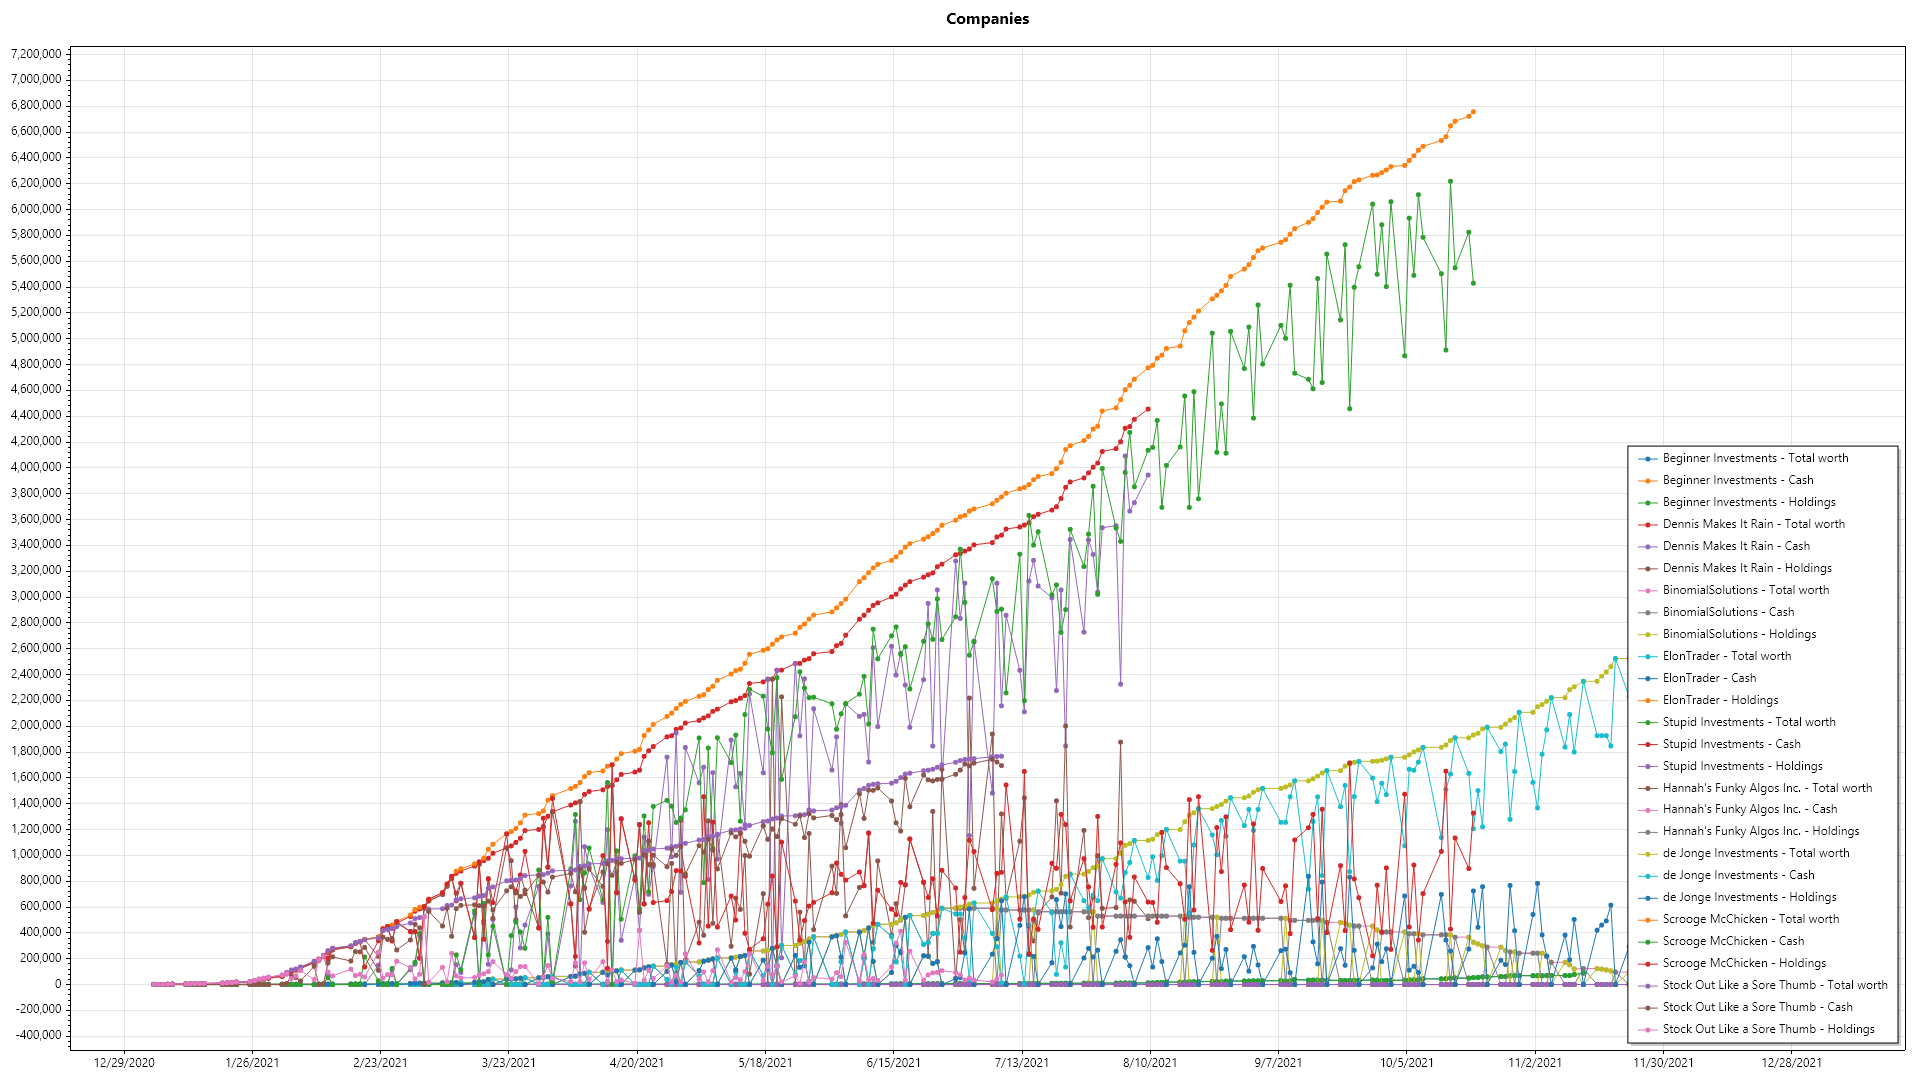 Companies
7,200,000
7,000,000
6,800,000
6,600,000
6,400,000
6,200,000
6,000,000
5,800,000
5,600,000
5,400,000
5,200,000
5,000,000
4,800,000
4,600,000
4,400,000
4,200,000
4,000,000
3,800,000
3,600,000
3,400,000
3,200,000
3,000,000
2,800,000
2,600,000
2,400,000
2,200,000
2,000,000
1,800,000
1,600,000
1,400,000
1,200,000
1,000,000
800,000
600,000
400,000
200,000
0
-200,000
-400,000
12/29/2020 1/26/2021 2/23/2021 3/23/2021 4/20/2021 5/18/2021 6/15/2021 7/13/2021 8/10/2021 9/7/2021 10/5/2021 11/2/2021 11/30/2021 12/28/2021
Beginner Investments - Total worth
Beginner Investments - Cash
Beginner Investments - Holdings
Dennis Makes It Rain - Total worth
Dennis Makes It Rain - Cash
Dennis Makes It Rain - Holdings
BinomialSolutions - Total worth
BinomialSolutions - Cash
BinomialSolutions - Holdings
ElonTrader - Total worth
ElonTrader - Cash
ElonTrader - Holdings
Stupid Investments - Total worth
Stupid Investments - Cash
Stupid Investments - Holdings
Hannah's Funky Algos Inc. - Total worth
Hannah's Funky Algos Inc. - Cash
Hannah's Funky Algos Inc. - Holdings
de Jonge Investments - Total worth
de Jonge Investments - Cash
de Jonge Investments - Holdings
Scrooge McChicken - Total worth
Scrooge McChicken - Cash
Scrooge McChicken - Holdings
Stock Out Like a Sore Thumb - Total worth
Stock Out Like a Sore Thumb - Cash
Stock Out Like a Sore Thumb - Holdings